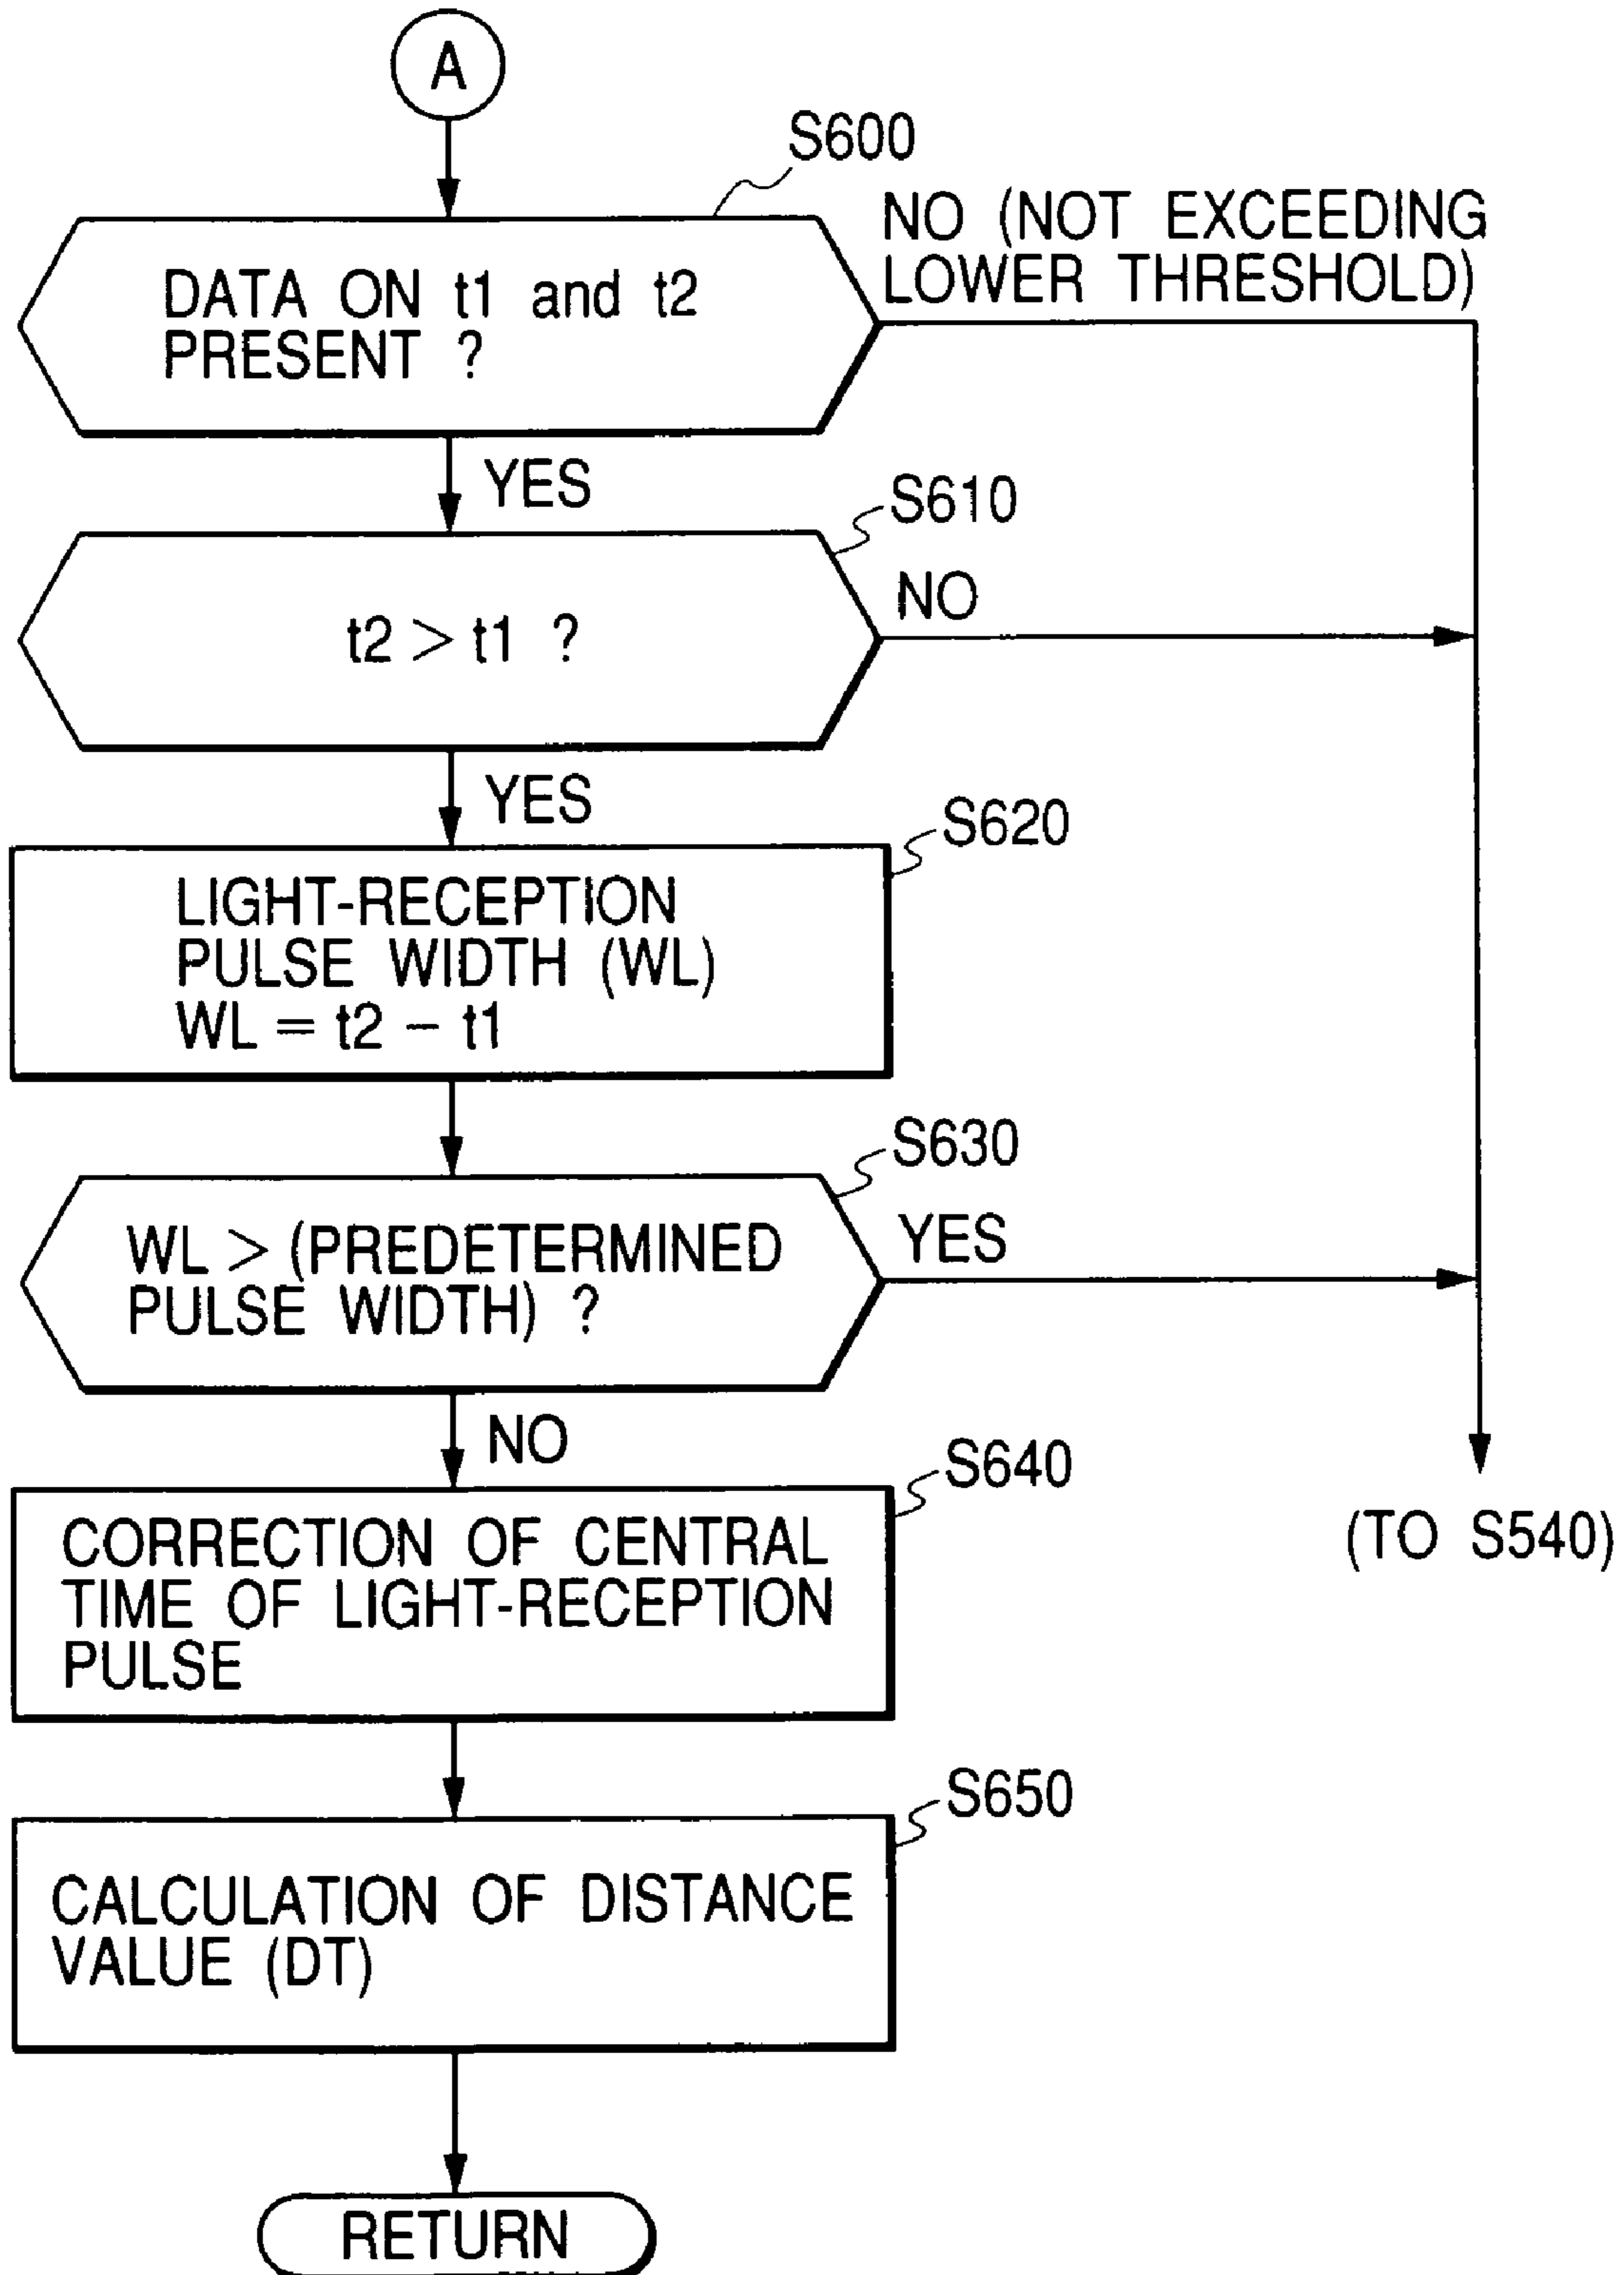 A
S600
NO (NOT EXCEEDING
LOWER THRESHOLD)
DATA ON t1 and t2
PRESENT ?
YES
S610
NO
t2 > t1 ?
YES
S620
LIGHT-RECEPTION
PULSE WIDTH (WL)
WL = t2 - t1
S630
YES
WL > (PREDETERMINED
PULSE WIDTH) ?
NO
S640
(TO S540)
CORRECTION OF CENTRAL
TIME OF LIGHT-RECEPTION
PULSE
S650
CALCULATION OF DISTANCE
VALUE (DT)
RETURN